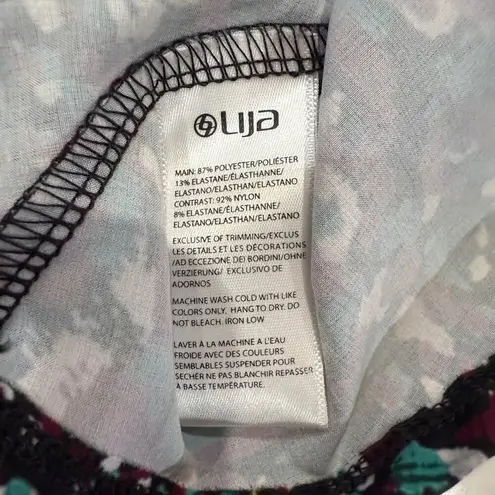 Lija
MAIN: 87% POLYESTER/POLIÉSTER
13% ELASTANE/ÉLASTHANNE/
ELASTANO/ELASTHAN/ELASTANO
CONTRAST: 92% NYLON
8% ELASTANE/ÉLASTHANNE/
ELASTANO/ELASTHAN/ELASTANO
EXCLUSIVE OF TRIMMING/EXCLUS
LES DETAILS ET LES DÉCORATIONS
/AD ECCEZIONE DEI BORDINI/OHNE
VERZIERUNG/ EXCLUSIVO DE
ADORNOS
MACHINE WASH COLD WITH LIKE
COLORS ONLY. HANG TO DRY. DO
NOT BLEACH. IRON LOW
LAVER À LA MACHINE A L'EAU
FROIDE AVEC DES COULEURS
SEMBLABLES SUSPENDER POUR
SECHÉR NE PAS BLANCHIR REPASSER
À BASSE TEMPÉRATURE.